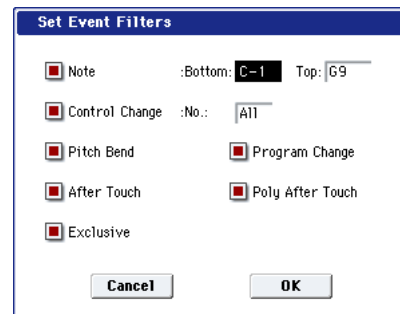 Set Event Filters
Note :Bottom: C-1 Top: G9
Control Change :No.: All
Pitch Bend Program Change
After Touch Poly After Touch
Exclusive
Cancel OK